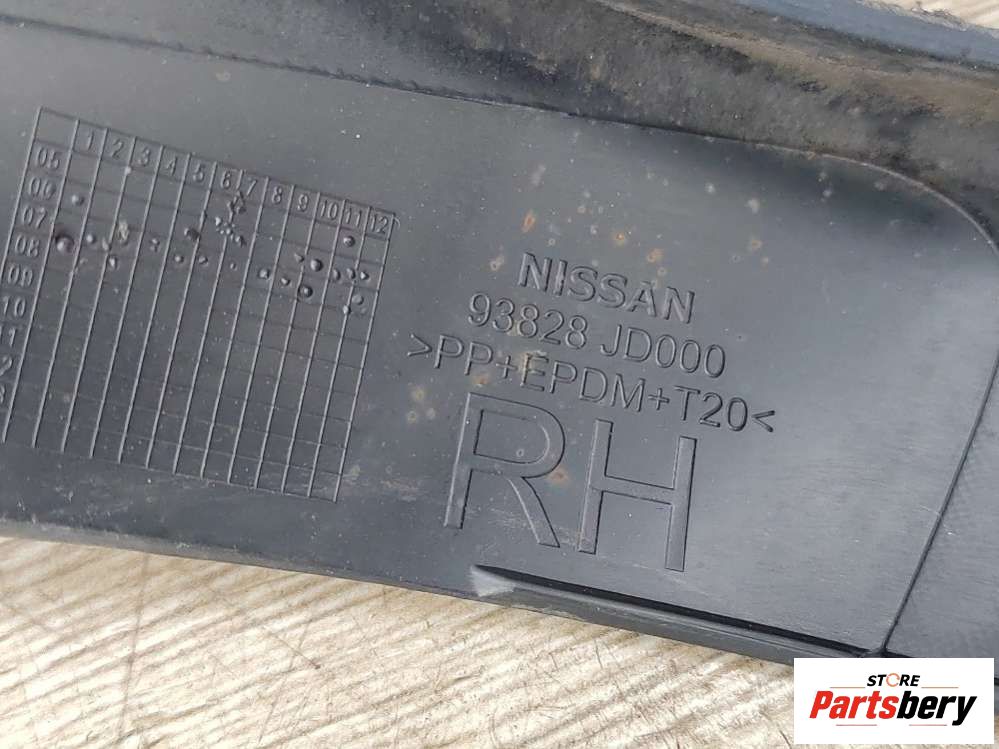 1 2 3 4 5 6 7 8 9 10 11 12
05
06
07
08
09
10
NISSAN
93828 JD000
>PP+EPDM+T20<
RH
STORE
Partsbery